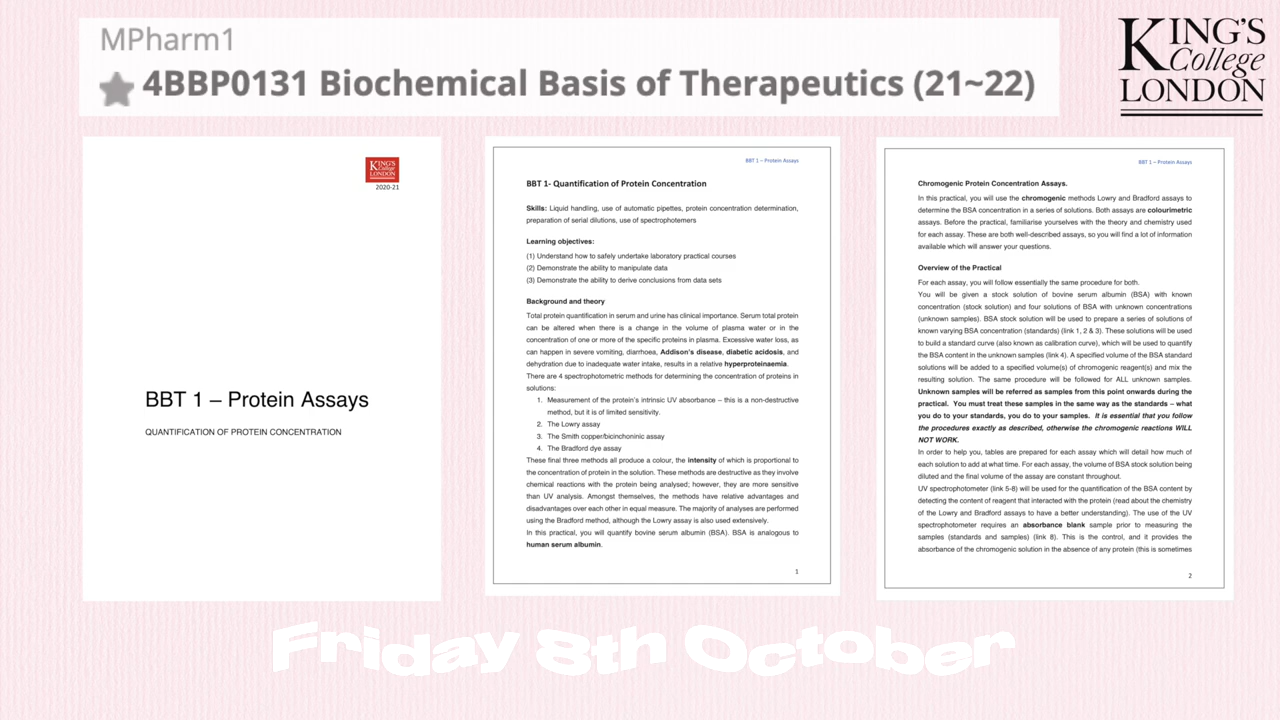 MPharm1
4BBP0131 Biochemical Basis of Therapeutics (21~22)
KING'S
College
LONDON
KING'S
College
LONDON
2020-21
BBT 1 – Protein Assays
QUANTIFICATION OF PROTEIN CONCENTRATION
BBT 1 – Protein Assays
BBT 1- Quantification of Protein Concentration
Skills: Liquid handling, use of automatic pipettes, protein concentration determination,
preparation of serial dilutions, use of spectrophotemers
Learning objectives:
(1) Understand how to safely undertake laboratory practical courses
(2) Demonstrate the ability to manipulate data
(3) Demonstrate the ability to derive conclusions from data sets
Background and theory
Total protein quantification in serum and urine has clinical importance. Serum total protein
can be altered when there is a change in the volume of plasma water or in the
concentration of one or more of the specific proteins in plasma. Excessive water loss, as
can happen in severe vomiting, diarrhoea, Addison's disease, diabetic acidosis, and
dehydration due to inadequate water intake, results in a relative hyperproteinaemia.
There are 4 spectrophotometric methods for determining the concentration of proteins in
solutions:
1. Measurement of the protein's intrinsic UV absorbance – this is a non-destructive
method, but it is of limited sensitivity.
2. The Lowry assay
3. The Smith copper/bicinchoninic assay
4. The Bradford dye assay
These final three methods all produce a colour, the intensity of which is proportional to
the concentration of protein in the solution. These methods are destructive as they involve
chemical reactions with the protein being analysed; however, they are more sensitive
than UV analysis. Amongst themselves, the methods have relative advantages and
disadvantages over each other in equal measure. The majority of analyses are performed
using the Bradford method, although the Lowry assay is also used extensively.
In this practical, you will quantify bovine serum albumin (BSA). BSA is analogous to
human serum albumin.
1
BBT 1 – Protein Assays
Chromogenic Protein Concentration Assays.
In this practical, you will use the chromogenic methods Lowry and Bradford assays to
determine the BSA concentration in a series of solutions. Both assays are colourimetric
assays. Before the practical, familiarise yourselves with the theory and chemistry used
for each assay. These are both well-described assays, so you will find a lot of information
available which will answer your questions.
Overview of the Practical
For each assay, you will follow essentially the same procedure for both.
You will be given a stock solution of bovine serum albumin (BSA) with known
concentration (stock solution) and four solutions of BSA with unknown concentrations
(unknown samples). BSA stock solution will be used to prepare a series of solutions of
known varying BSA concentration (standards) (link 1, 2 & 3). These solutions will be used
to build a standard curve (also known as calibration curve), which will be used to quantify
the BSA content in the unknown samples (link 4). A specified volume of the BSA standard
solutions will be added to a specified volume(s) of chromogenic reagent(s) and mix the
resulting solution. The same procedure will be followed for ALL unknown samples.
Unknown samples will be referred as samples from this point onwards during the
practical. You must treat these samples in the same way as the standards – what
you do to your standards, you do to your samples. It is essential that you follow
the procedures exactly as described, otherwise the chromogenic reactions WILL
NOT WORK.
In order to help you, tables are prepared for each assay which will detail how much of
each solution to add at what time. For each assay, the volume of BSA stock solution being
diluted and the final volume of the assay are constant throughout.
UV spectrophotometer (link 5-8) will be used for the quantification of the BSA content by
detecting the content of reagent that interacted with the protein (read about the chemistry
of the Lowry and Bradford assays to have a better understanding). The use of the UV
spectrophotometer requires an absorbance blank sample prior to measuring the
samples (standards and samples) (link 8). This is the control, and it provides the
absorbance of the chromogenic solution in the absence of any protein (this is sometimes
2
Friday 8th October